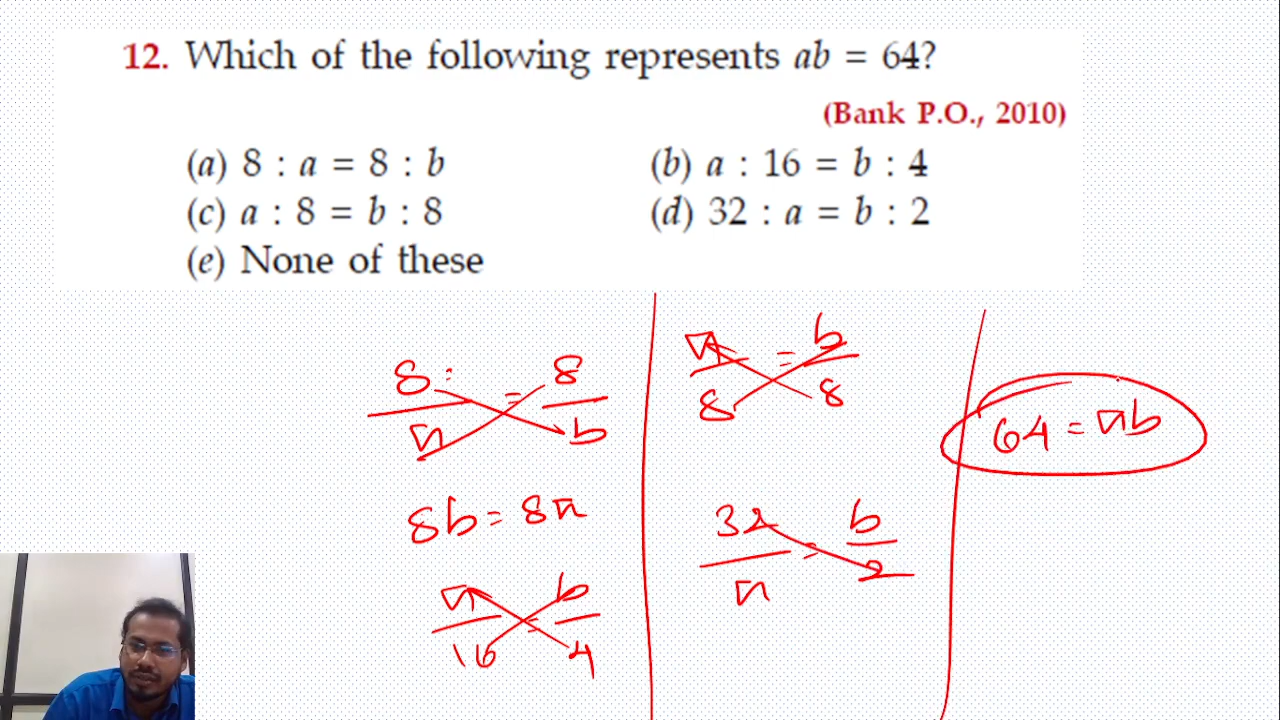 12. Which of the following represents ab = 64?
(Bank P.O., 2010)
(a) 8 : a = 8 : b
(b) a : 16 = b : 4
(c) a : 8 = b : 8
(d) 32 : a = b : 2
(e) None of these
8 : / a = 8 / b
8b = 8a
a / 16 = b / 4
a / 8 = b / 8
32 / a = b / 2
64 = ab